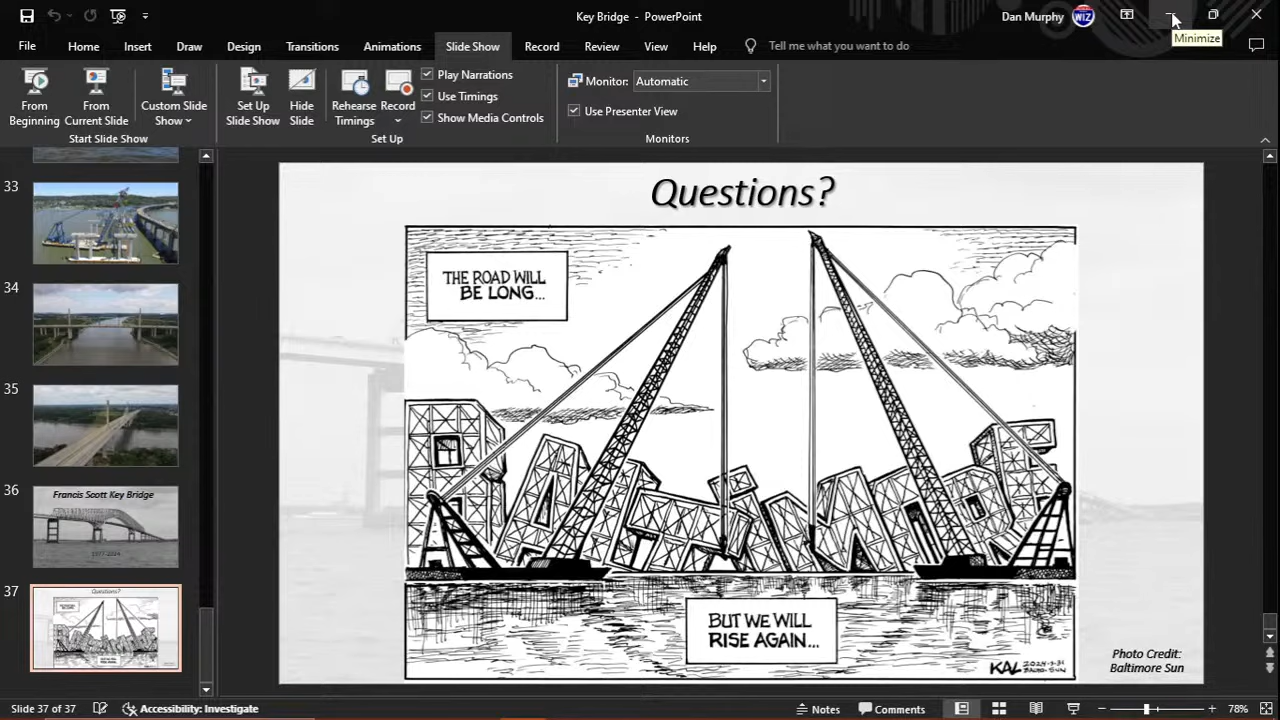 Key Bridge - PowerPoint
Dan Murphy
WIZ
Minimize
File
Home
Insert
Draw
Design
Transitions
Animations
Slide Show
Record
Review
View
Help
Tell me what you want to do
From
Beginning
From
Current Slide
Custom Slide
Show
Set Up
Slide Show
Hide
Slide
Rehearse
Timings
Record
Play Narrations
Use Timings
Show Media Controls
Monitor:
Automatic
Use Presenter View
Start Slide Show
Set Up
Monitors
33
34
35
36
Francis Scott Key Bridge
1977-2024
37
Questions?
Questions?
THE ROAD WILL
BE LONG...
BALTIMORE
BUT WE WILL
RISE AGAIN...
KAL
Photo Credit:
Baltimore Sun
Slide 37 of 37
Accessibility: Investigate
Notes
Comments
78%